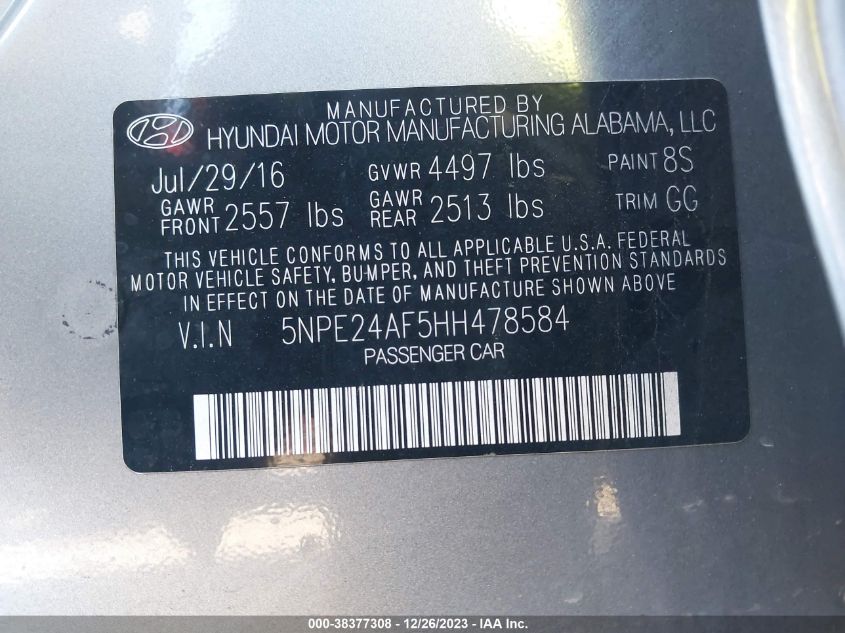 MANUFACTURED BY
HYUNDAI MOTOR MANUFACTURING ALABAMA, LLC
Jul/29/16 GVWR 4497 lbs PAINT 8S
GAWR FRONT 2557 lbs GAWR REAR 2513 lbs TRIM GG
THIS VEHICLE CONFORMS TO ALL APPLICABLE U.S.A. FEDERAL
MOTOR VEHICLE SAFETY, BUMPER, AND THEFT PREVENTION STANDARDS
IN EFFECT ON THE DATE OF MANUFACTURE SHOWN ABOVE
V.I.N 5NPE24AF5HH478584
PASSENGER CAR
000-38377308 - 12/26/2023 - IAA Inc.